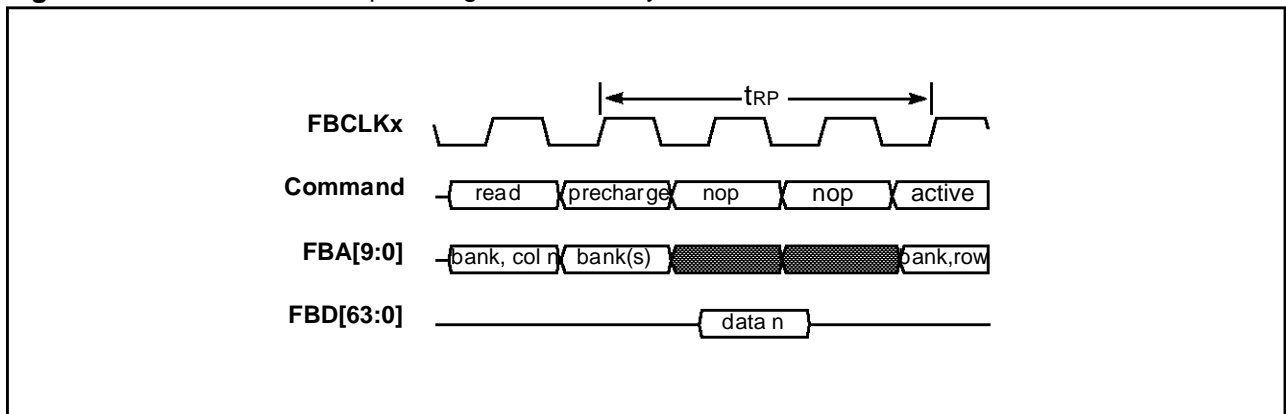 tRP
FBCLKx
Command read precharge nop nop active
FBA[9:0] bank, col n bank(s) bank,row
FBD[63:0] data n